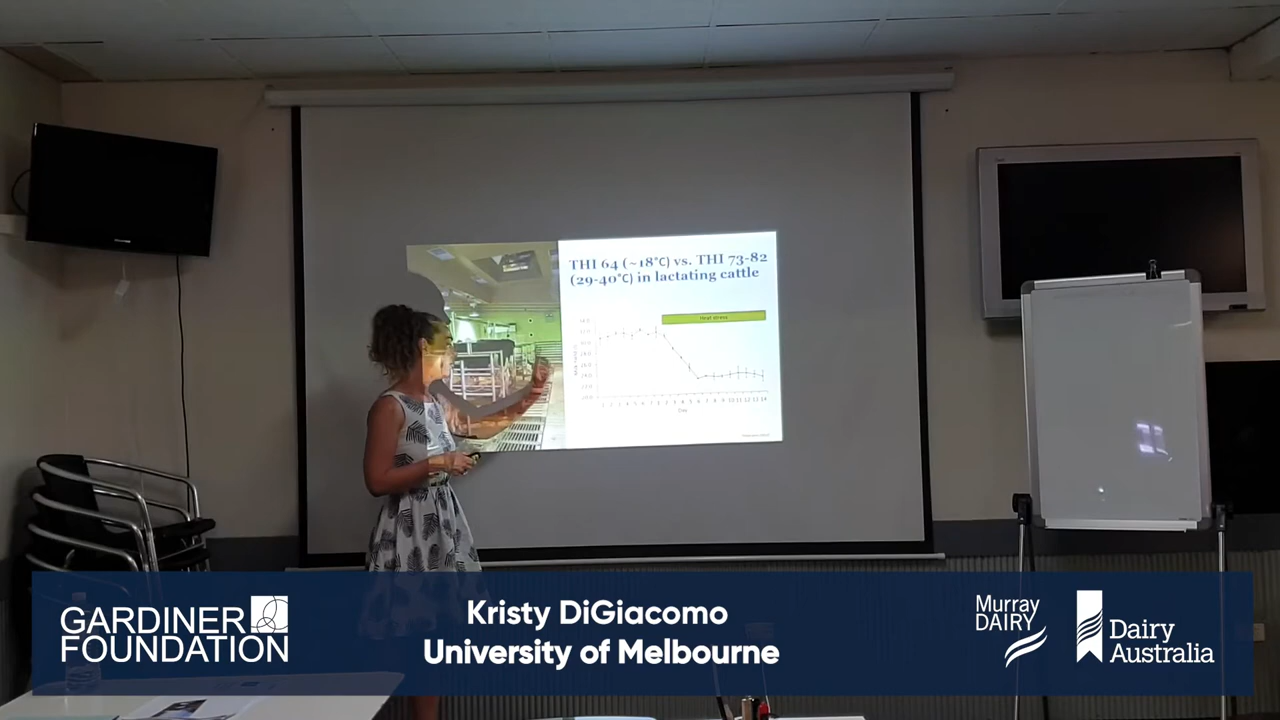 THI 64 (~18°C) vs. THI 73-82
(29-40°C) in lactating cattle
Heat stress
Day
GARDINER
FOUNDATION
Kristy DiGiacomo
University of Melbourne
Murray
DAIRY
Dairy
Australia